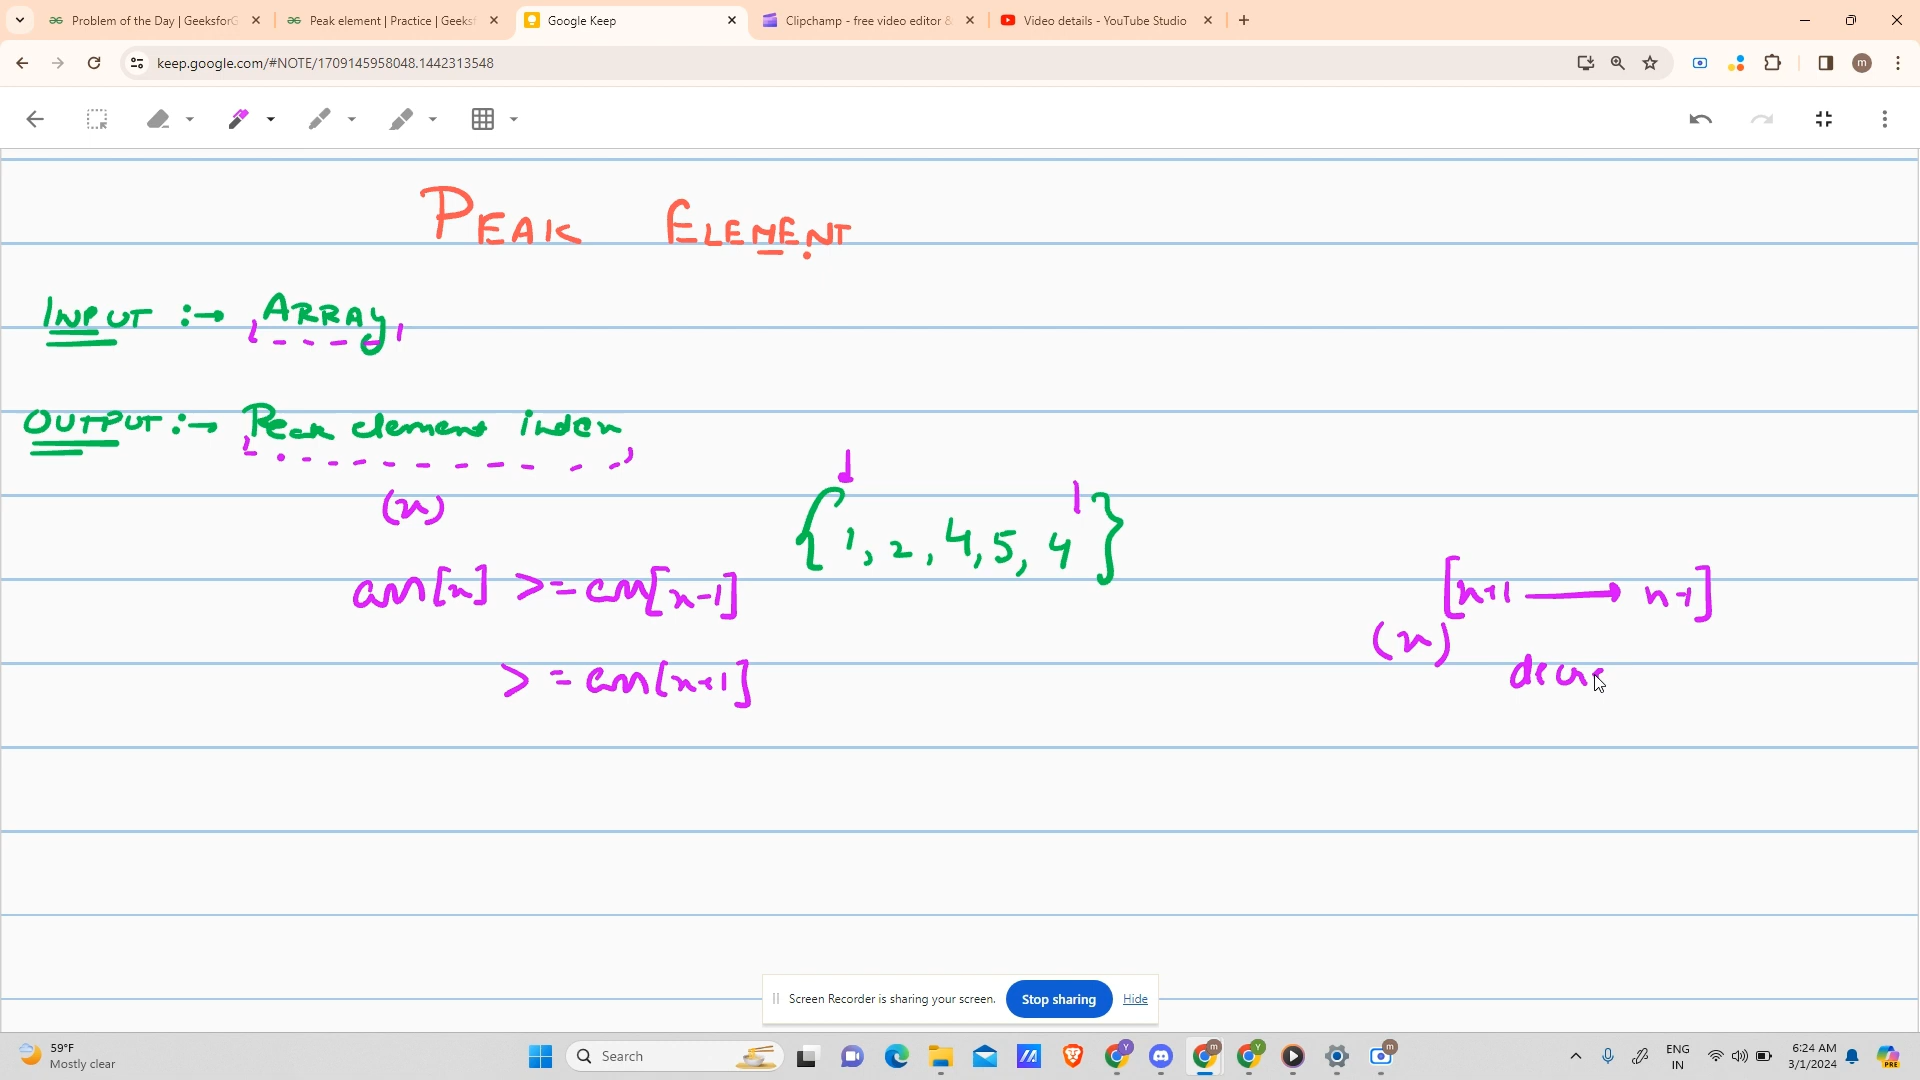 Problem of the Day | GeeksforG
Peak element | Practice | Geeksf
Google Keep
Clipchamp - free video editor &
Video details - YouTube Studio
keep.google.com/#NOTE/1709145958048.1442313548
m
PEAK ELEMENT
INPUT :→ ARRAY
OUTPUT :→ Peak element index
(x)
{ 1, 2, 4, 5, 4 }
arr[x] >= arr[x-1]
>= arr[x+1]
[x+1 → n-1]
(x)
decre
Screen Recorder is sharing your screen.
Stop sharing
Hide
59°F
Mostly clear
Search
ENG
IN
6:24 AM
3/1/2024